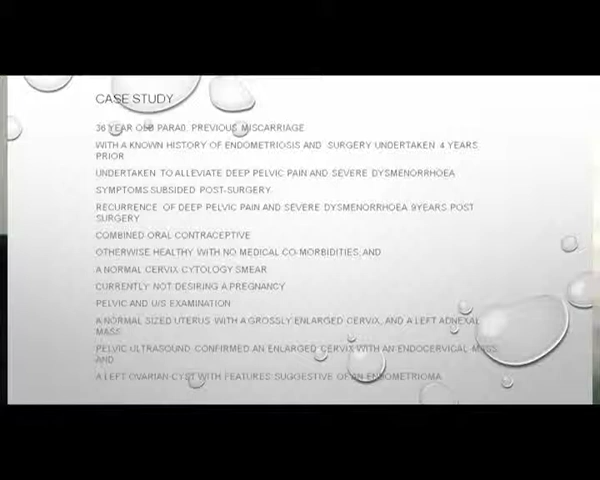 CASE STUDY
36 YEAR OLD PARA0, PREVIOUS MISCARRIAGE
WITH A KNOWN HISTORY OF ENDOMETRIOSIS AND SURGERY UNDERTAKEN 4 YEARS
PRIOR
UNDERTAKEN TO ALLEVIATE DEEP PELVIC PAIN AND SEVERE DYSMENORRHOEA
SYMPTOMS SUBSIDED POST-SURGERY
RECURRENCE OF DEEP PELVIC PAIN AND SEVERE DYSMENORRHOEA 9YEARS POST
SURGERY
COMBINED ORAL CONTRACEPTIVE
OTHERWISE HEALTHY WITH NO MEDICAL CO-MORBIDITIES, AND
A NORMAL CERVIX CYTOLOGY SMEAR
CURRENTLY NOT DESIRING A PREGNANCY
PELVIC AND U/S EXAMINATION
A NORMAL SIZED UTERUS WITH A GROSSLY ENLARGED CERVIX, AND A LEFT ADNEXAL
MASS
PELVIC ULTRASOUND CONFIRMED AN ENLARGED CERVIX WITH AN ENDOCERVICAL MASS
AND
A LEFT OVARIAN CYST WITH FEATURES SUGGESTIVE OF AN ENDOMETRIOMA